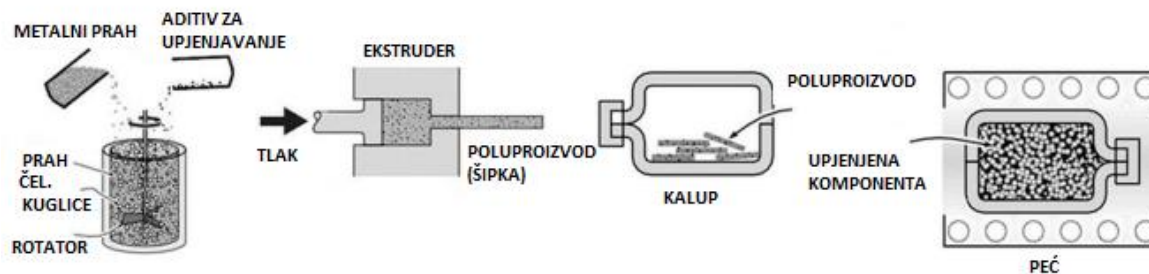 METALNI PRAH
ADITIV ZA
UPJENJAVANJE
PRAH
ČEL.
KUGLICE
ROTATOR
TLAK
EKSTRUDER
POLUPROIZVOD
(ŠIPKA)
POLUPROIZVOD
KALUP
UPJENJENA
KOMPONENTA
PEĆ